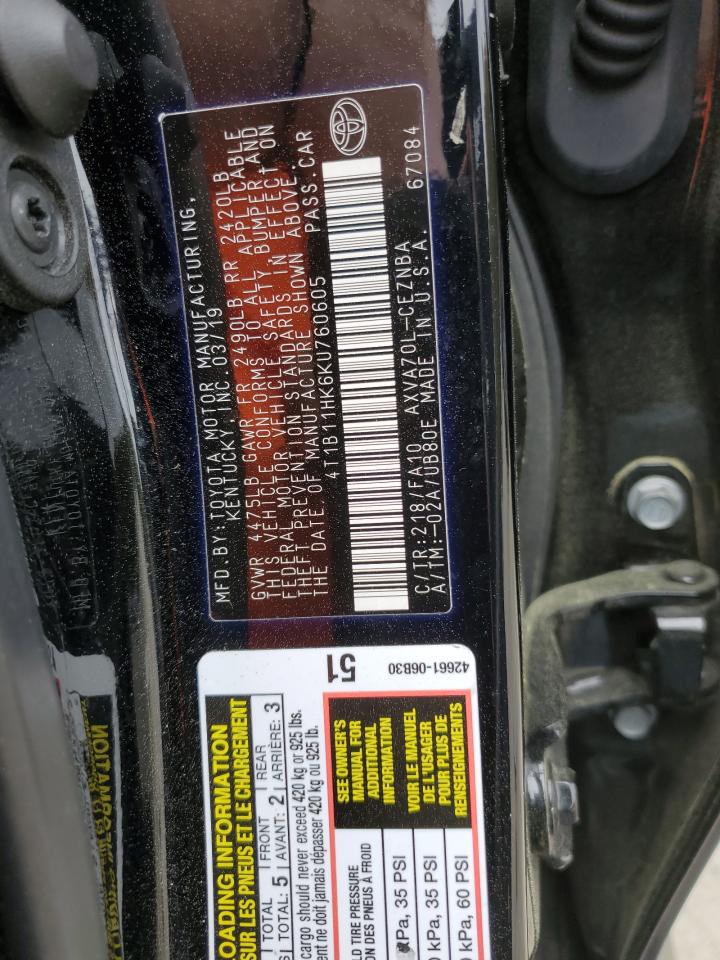 MFD.BY: TOYOTA MOTOR MANUFACTURING,
KENTUCKY, INC. 03/19
GVWR 4475LB GAWR FR 2490LB RR 2420LB
THIS VEHICLE CONFORMS TO ALL APPLICABLE
FEDERAL MOTOR VEHICLE SAFETY, BUMPER, AND
THEFT PREVENTION STANDARDS IN EFFECT ON
THE DATE OF MANUFACTURE SHOWN ABOVE.
4T1B11HK6KU760605 PASS.CAR
C/TR:218/FA10 AXVA70L-CEZNBA
A/TM:-02A/UB80E MADE IN U.S.A. 67084
LOADING INFORMATION
SUR LES PNEUS ET LE CHARGEMENT
TOTAL FRONT REAR
TOTAL: 5 AVANT: 2 ARRIÈRE: 3
cargo should never exceed 420 kg or 925 lbs.
ne doit jamais dépasser 420 kg ou 925 lb.
51
42661-06B30
SEE OWNER'S
MANUAL FOR
ADDITIONAL
INFORMATION
VOIR LE MANUEL
DE L'USAGER
POUR PLUS DE
RENSEIGNEMENTS
TIRE PRESSURE
DES PNEUS À FROID
kPa, 35 PSI
kPa, 35 PSI
kPa, 60 PSI